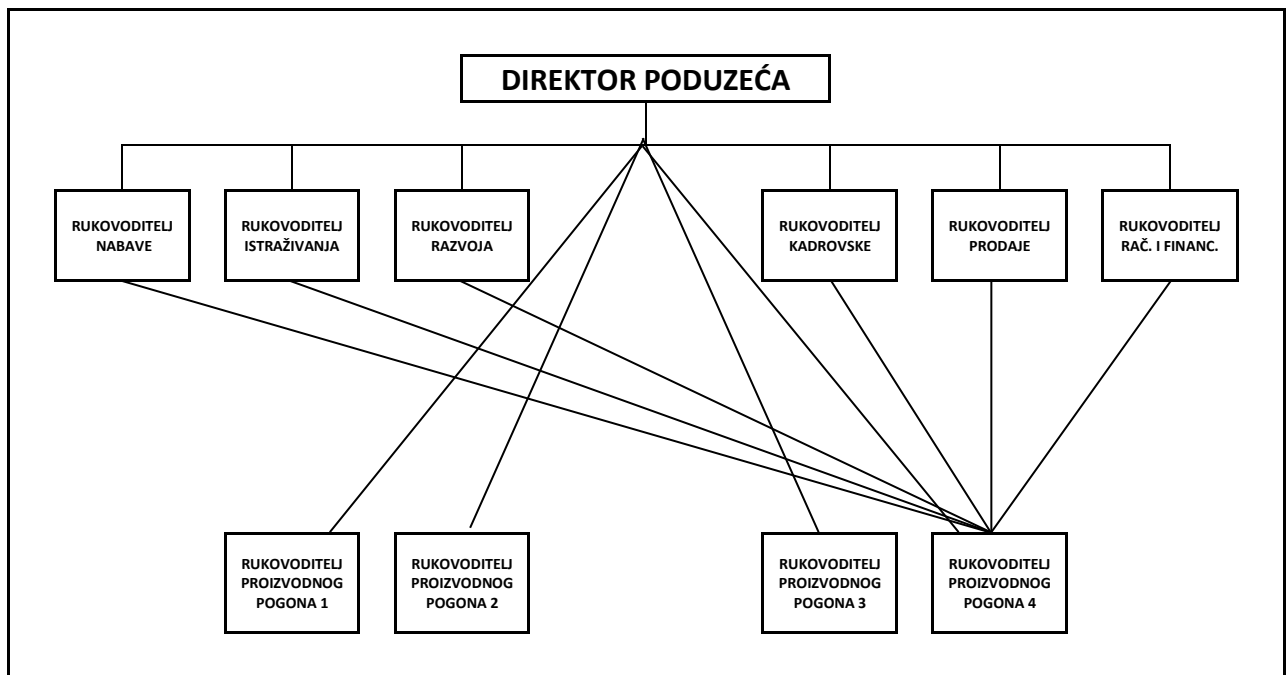 DIREKTOR PODUZEĆA
RUKOVODITELJ
NABAVE
RUKOVODITELJ
ISTRAŽIVANJA
RUKOVODITELJ
RAZVOJA
RUKOVODITELJ
KADROVSKE
RUKOVODITELJ
PRODAJE
RUKOVODITELJ
RAČ. I FINANC.
RUKOVODITELJ
PROIZVODNOG
POGONA 1
RUKOVODITELJ
PROIZVODNOG
POGONA 2
RUKOVODITELJ
PROIZVODNOG
POGONA 3
RUKOVODITELJ
PROIZVODNOG
POGONA 4